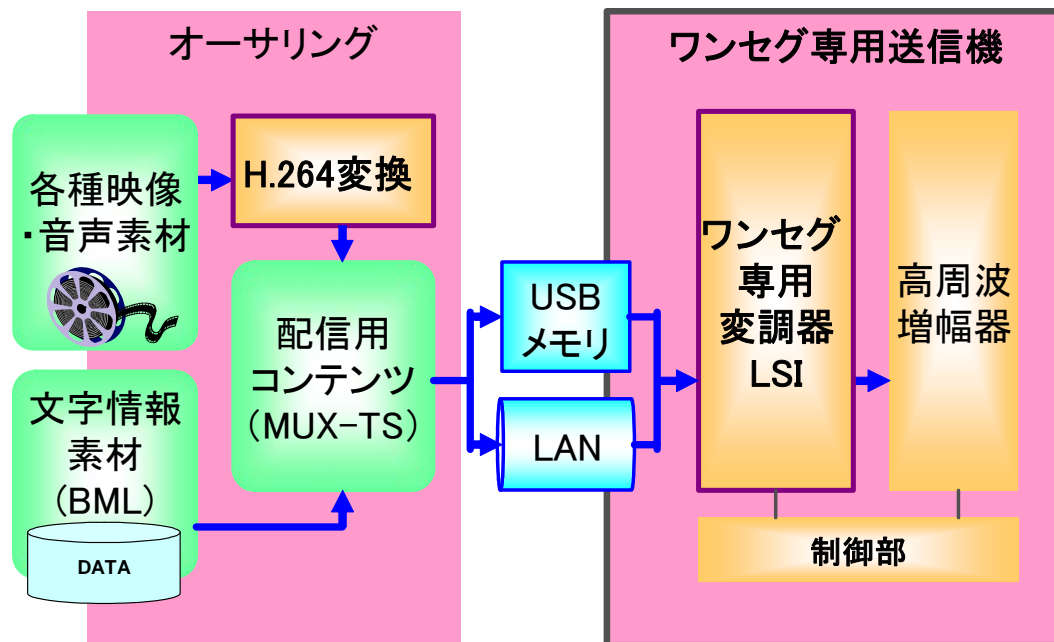 オーサリング
各種映像
・音声素材
H.264変換
文字情報
素材
(BML)
DATA
配信用
コンテンツ
(MUX-TS)
USB
メモリ
LAN
ワンセグ専用送信機
ワンセグ
専用
変調器
LSI
高周波
増幅器
制御部